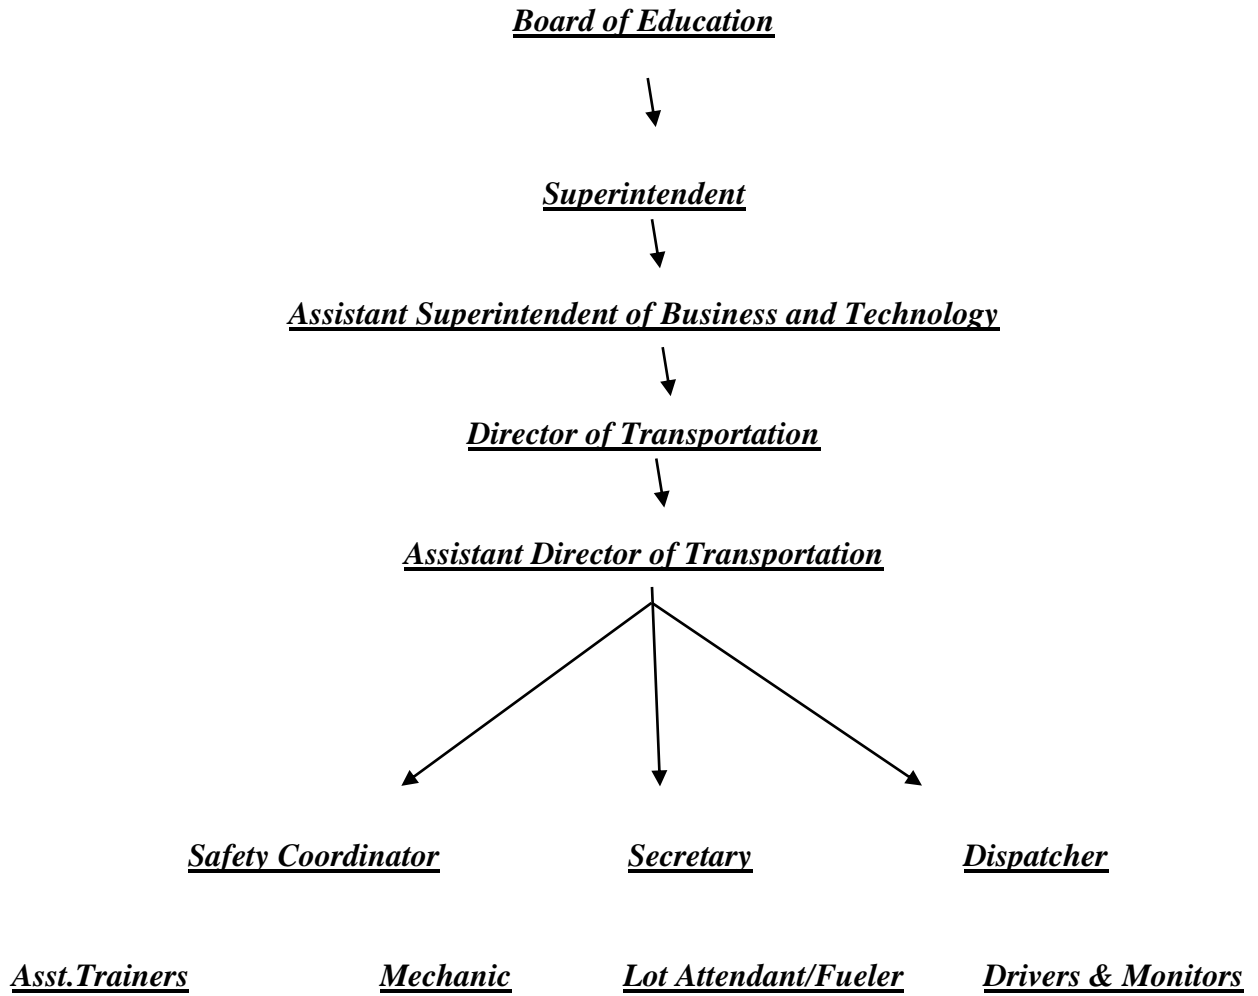 Board of Education
Superintendent
Assistant Superintendent of Business and Technology
Director of Transportation
Assistant Director of Transportation
Safety Coordinator Secretary Dispatcher
Asst.Trainers Mechanic Lot Attendant/Fueler Drivers & Monitors